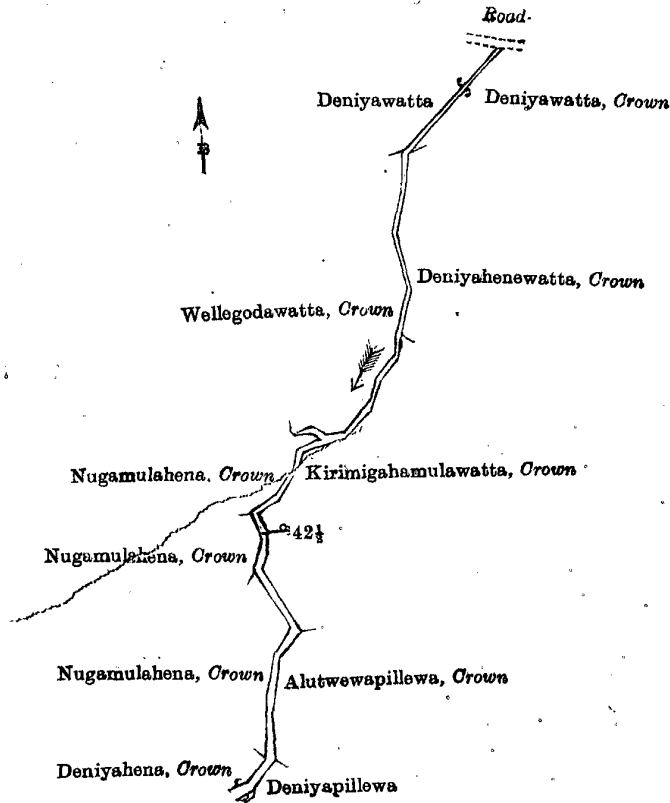 Road
Deniyawatta
Deniyawatta, Crown
Deniyahenewatta, Crown
Wellegodawatta, Crown
Nugamulahena, Crown
Kirimigahamulawatta, Crown
42⅛
Nugamulahena, Crown
Nugamulahena, Crown
Alutwewapillewa, Crown
Deniyahena, Crown
Deniyapillewa